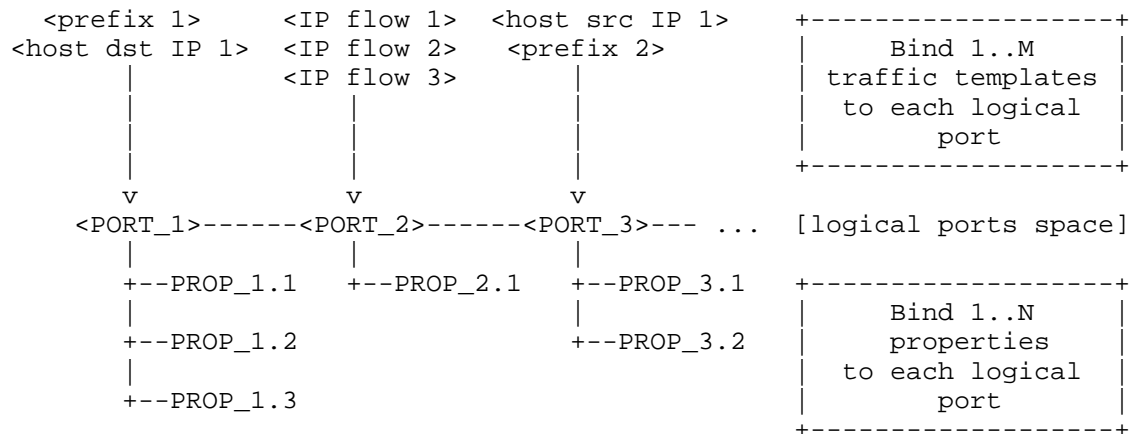 <prefix 1>      <IP flow 1>   <host src IP 1>    +-------------------+
<host dst IP 1>  <IP flow 2>    <prefix 2>        |     Bind 1..M     |
       |         <IP flow 3>        |             | traffic templates |
       |             |             |             |  to each logical  |
       |             |             |             |       port        |
       |             |             |             +-------------------+
       v             v             v
    <PORT_1>------<PORT_2>------<PORT_3>--- ...  [logical ports space]
       |             |             |
       +--PROP_1.1   +--PROP_2.1   +--PROP_3.1   +-------------------+
       |                           |             |     Bind 1..N     |
       +--PROP_1.2                 +--PROP_3.2   |    properties     |
       |                                         |  to each logical  |
       +--PROP_1.3                               |       port        |
                                                 +-------------------+